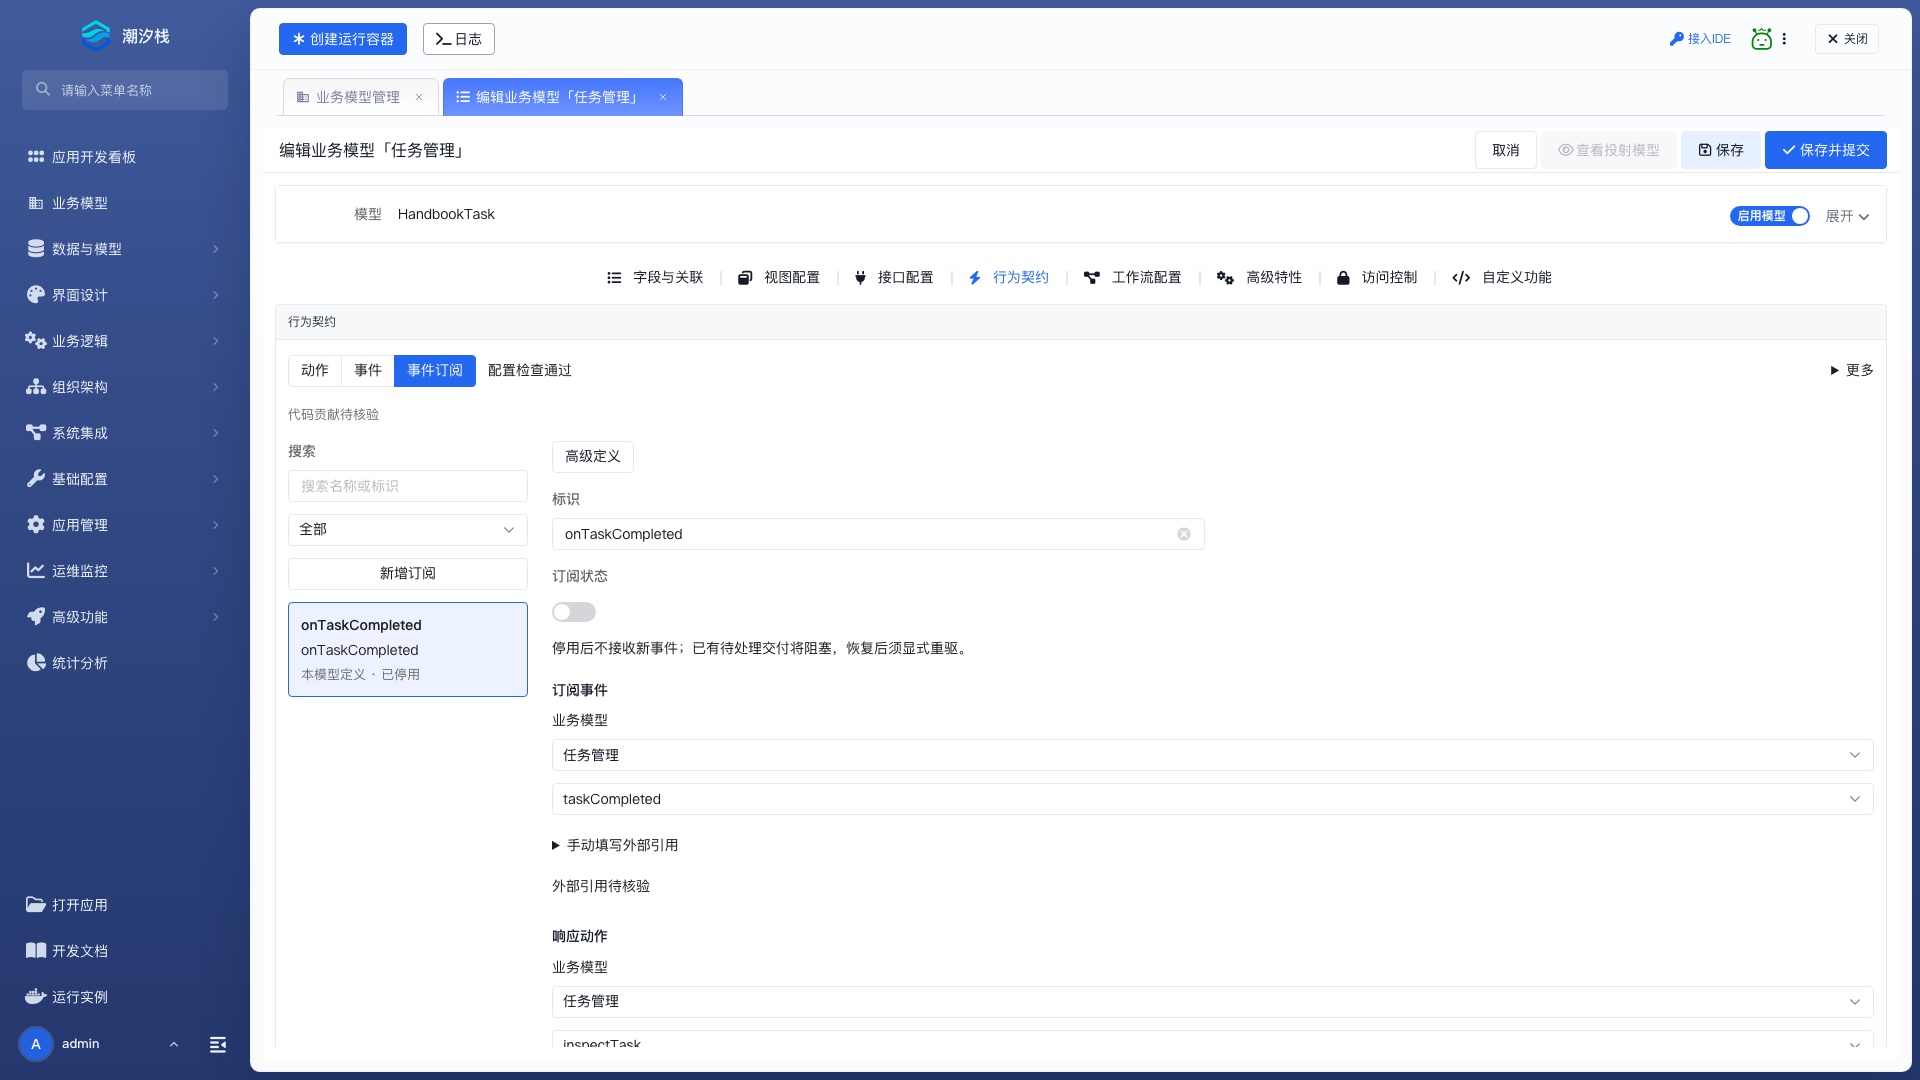 潮汐栈
请输入菜单名称
应用开发看板
业务模型
数据与模型
界面设计
业务逻辑
组织架构
系统集成
基础配置
应用管理
运维监控
高级功能
统计分析
打开应用
开发文档
运行实例
A admin
创建运行容器 日志 接入IDE 关闭
业务模型管理 编辑业务模型「任务管理」
编辑业务模型「任务管理」 取消 查看投射模型 保存 保存并提交
模型 HandbookTask 启用模型 展开
字段与关联 视图配置 接口配置 行为契约 工作流配置 高级特性 访问控制 自定义功能
行为契约
动作 事件 事件订阅 配置检查通过 更多
代码贡献待核验
搜索
搜索名称或标识
全部
新增订阅
onTaskCompleted
onTaskCompleted
本模型定义 · 已停用
高级定义
标识
onTaskCompleted
订阅状态
停用后不接收新事件；已有待处理交付将阻塞，恢复后须显式重驱。
订阅事件
业务模型
任务管理
taskCompleted
手动填写外部引用
外部引用待核验
响应动作
业务模型
任务管理
inspectTask